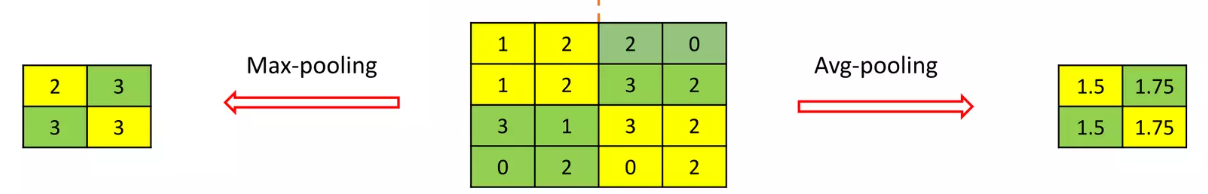 Max-pooling
Avg-pooling
2 3
3 3
1 2 2 0
1 2 3 2
3 1 3 2
0 2 0 2
1.5 1.75
1.5 1.75